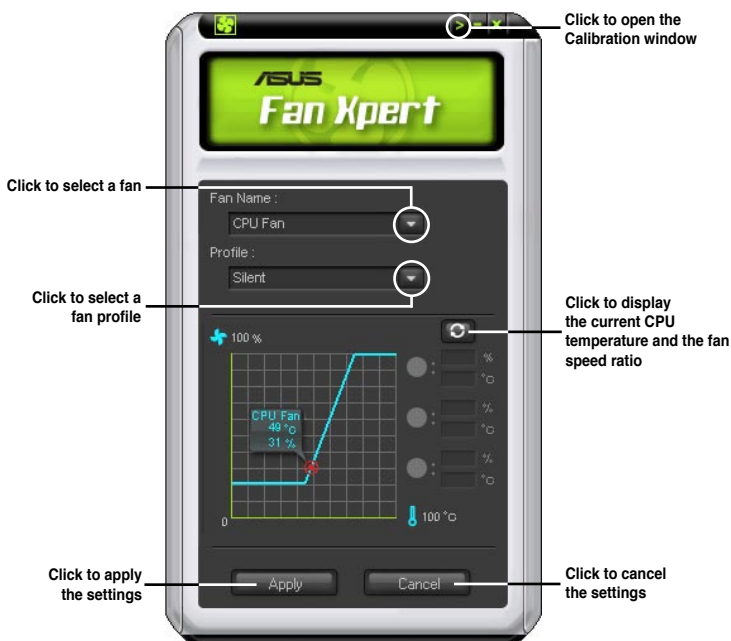 Click to open the
Calibration window
> - x
ASUS
Fan Xpert
Click to select a fan
Fan Name :
CPU Fan
Profile :
Silent
Click to select a
fan profile
Click to display
the current CPU
temperature and the fan
speed ratio
100 %
: %
°C
CPU Fan
49 °C
31 %
: %
°C
: %
°C
0
100 °C
Click to apply
the settings
Apply
Cancel
Click to cancel
the settings